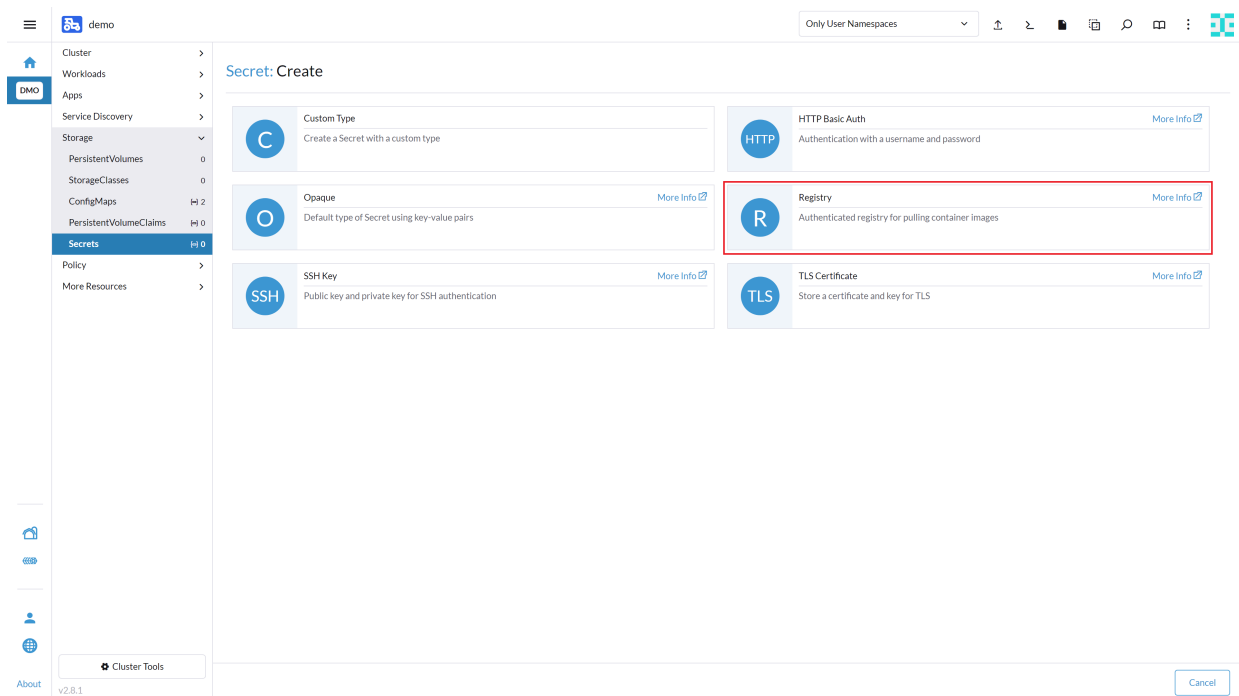 demo
Only User Namespaces
DMO
Cluster
Workloads
Apps
Service Discovery
Storage
PersistentVolumes 0
StorageClasses 0
ConfigMaps 2
PersistentVolumeClaims 0
Secrets 0
Policy
More Resources
Cluster Tools
About
v2.8.1
Secret: Create
C
Custom Type
Create a Secret with a custom type
HTTP
HTTP Basic Auth
More Info
Authentication with a username and password
O
Opaque
More Info
Default type of Secret using key-value pairs
R
Registry
More Info
Authenticated registry for pulling container images
SSH
SSH Key
More Info
Public key and private key for SSH authentication
TLS
TLS Certificate
More Info
Store a certificate and key for TLS
Cancel